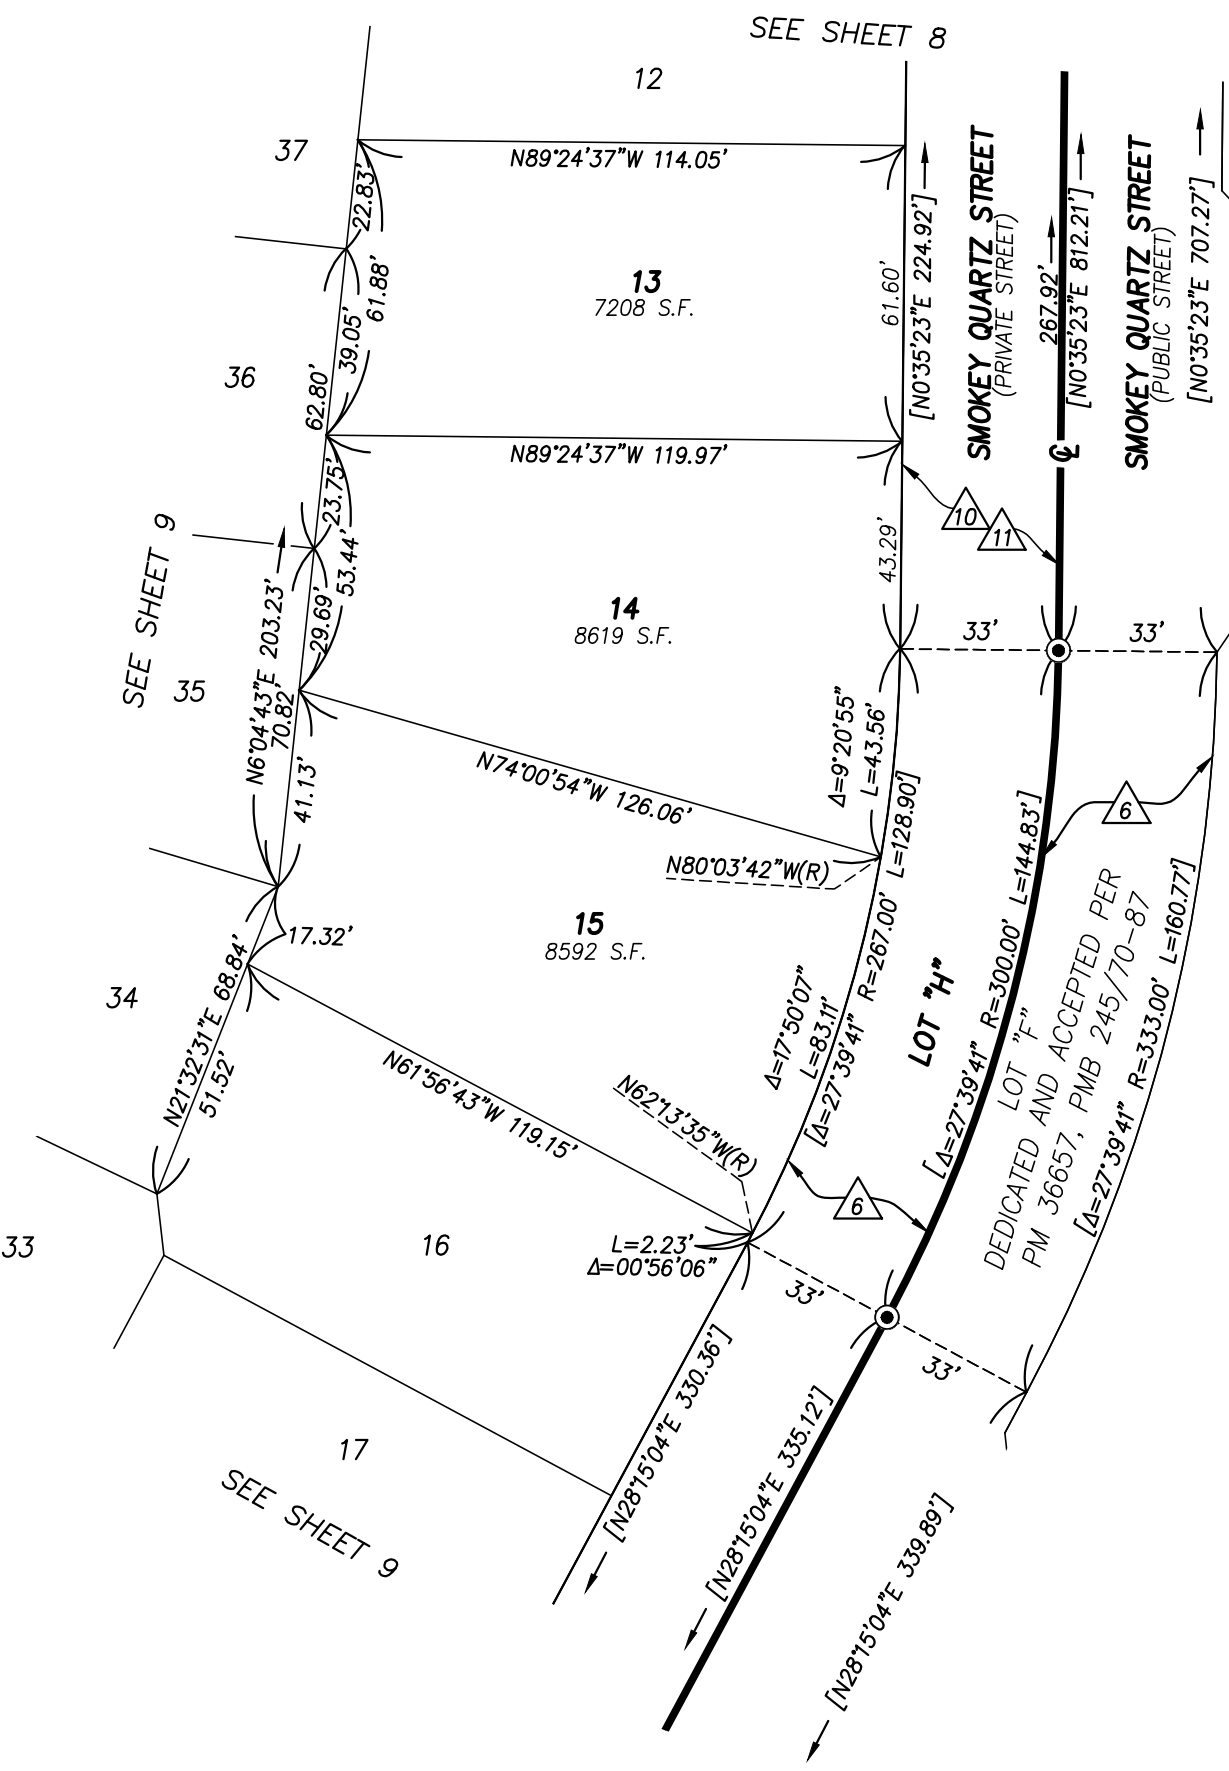 SEE SHEET 8
12
37
N89°24'37"W 114.05'
22.83'
61.88'
39.05'
62.80'
13
7208 S.F.
61.60'
[N0°35'23"E 224.92']
SMOKEY QUARTZ STREET
(PRIVATE STREET)
267.92'
[N0°35'23"E 812.21']
SMOKEY QUARTZ STREET
(PUBLIC STREET)
[N0°35'23"E 707.27']
36
N89°24'37"W 119.97'
23.75'
53.44'
29.69'
10
11
43.29'
SEE SHEET 9
35
N6°04'43"E 203.23'
70.82'
41.13'
14
8619 S.F.
33'
33'
Δ=9°20'55"
L=43.56'
N74°00'54"W 126.06'
N80°03'42"W(R)
6
15
8592 S.F.
17.32'
34
N21°32'31"E 68.84'
51.52'
N61°56'43"W 119.15'
N62°13'35"W(R)
Δ=17°50'07"
L=83.11'
[Δ=27°39'41" R=267.00' L=128.90']
LOT "H"
[Δ=27°39'41" R=300.00' L=144.83']
LOT "F"
DEDICATED AND ACCEPTED PER
PM 36657, PMB 245/70-87
[Δ=27°39'41" R=333.00' L=160.77']
6
33
16
L=2.23'
Δ=00°56'06"
33'
33'
17
SEE SHEET 9
[N28°15'04"E 330.36']
[N28°15'04"E 335.12']
[N28°15'04"E 339.89']